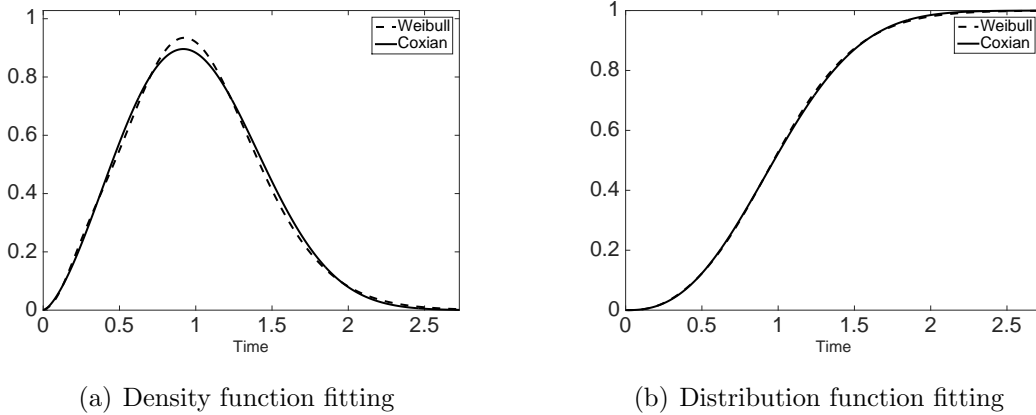 1
0.8
0.6
0.4
0.2
0
0 0.5 1 1.5 2 2.5
Time
Weibull
Coxian
(a) Density function fitting
1
0.8
0.6
0.4
0.2
0
0 0.5 1 1.5 2 2.5
Time
Weibull
Coxian
(b) Distribution function fitting